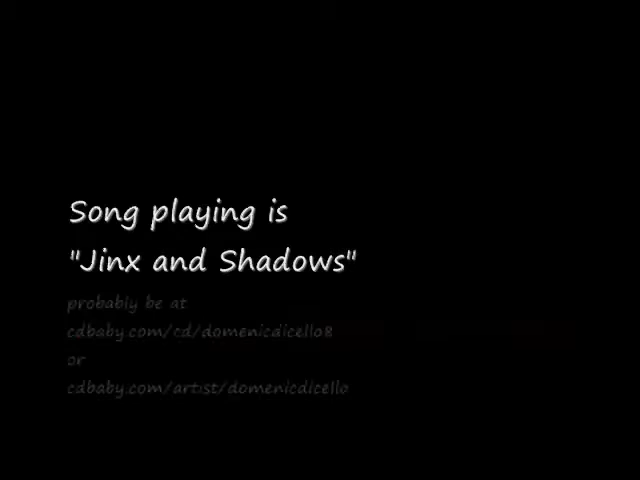 Song playing is
"Jinx and Shadows"
probably be at
cdbaby.com/cd/domenicdicello8
or
cdbaby.com/artist/domenicdicello